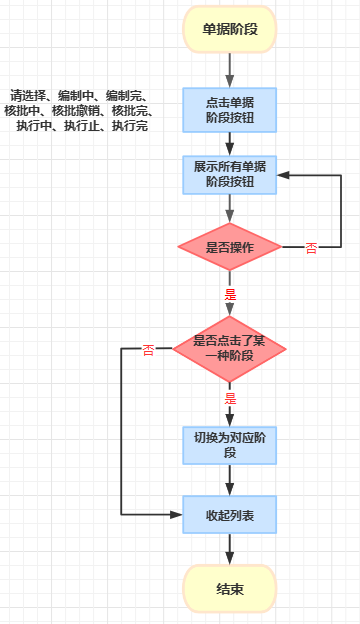 单据阶段
请选择、编制中、编制完、
核批中、核批撤销、核批完、
执行中、执行止、执行完
点击单据
阶段按钮
展示所有单据
阶段按钮
是否操作
否
是
是否点击了某
一种阶段
否
是
切换为对应阶
段
收起列表
结束